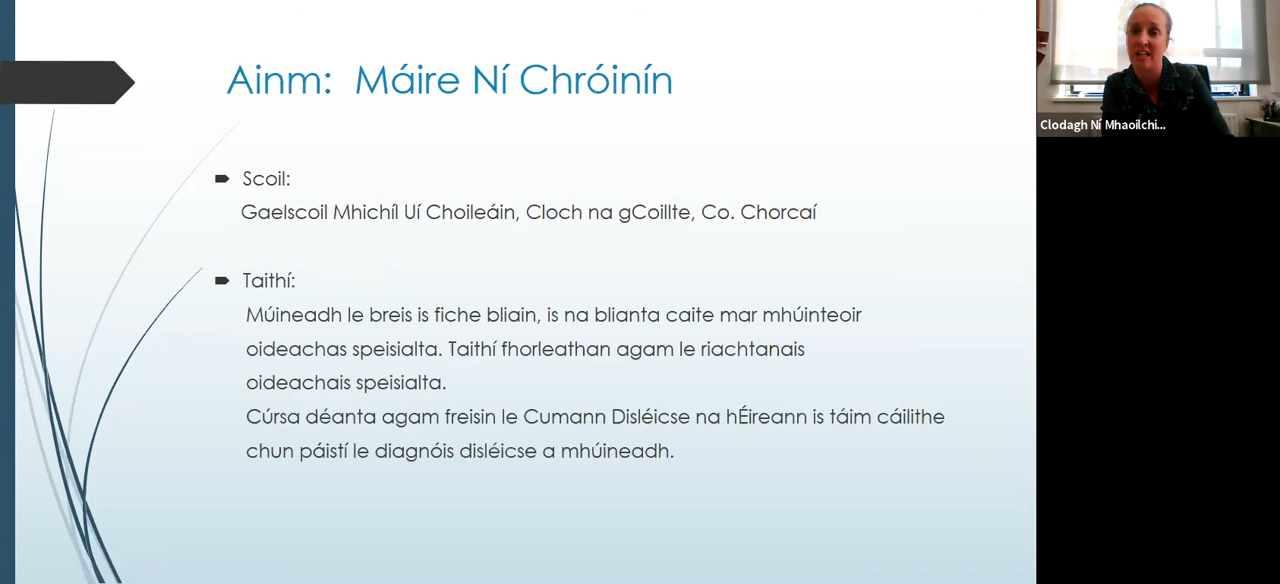 Ainm: Máire Ní Chróinín
Scoil:
Gaelscoil Mhichíl Uí Choileáin, Cloch na gCoillte, Co. Chorcaí
Taithí:
Múineadh le breis is fiche bliain, is na blianta caite mar mhúinteoir
oideachas speisialta. Taithí fhorleathan agam le riachtanais
oideachais speisialta.
Cúrsa déanta agam freisin le Cumann Disléicse na hÉireann is táim cáilithe
chun páistí le diagnóis disléicse a mhúineadh.
Clodagh Ní Mhaoilchi...